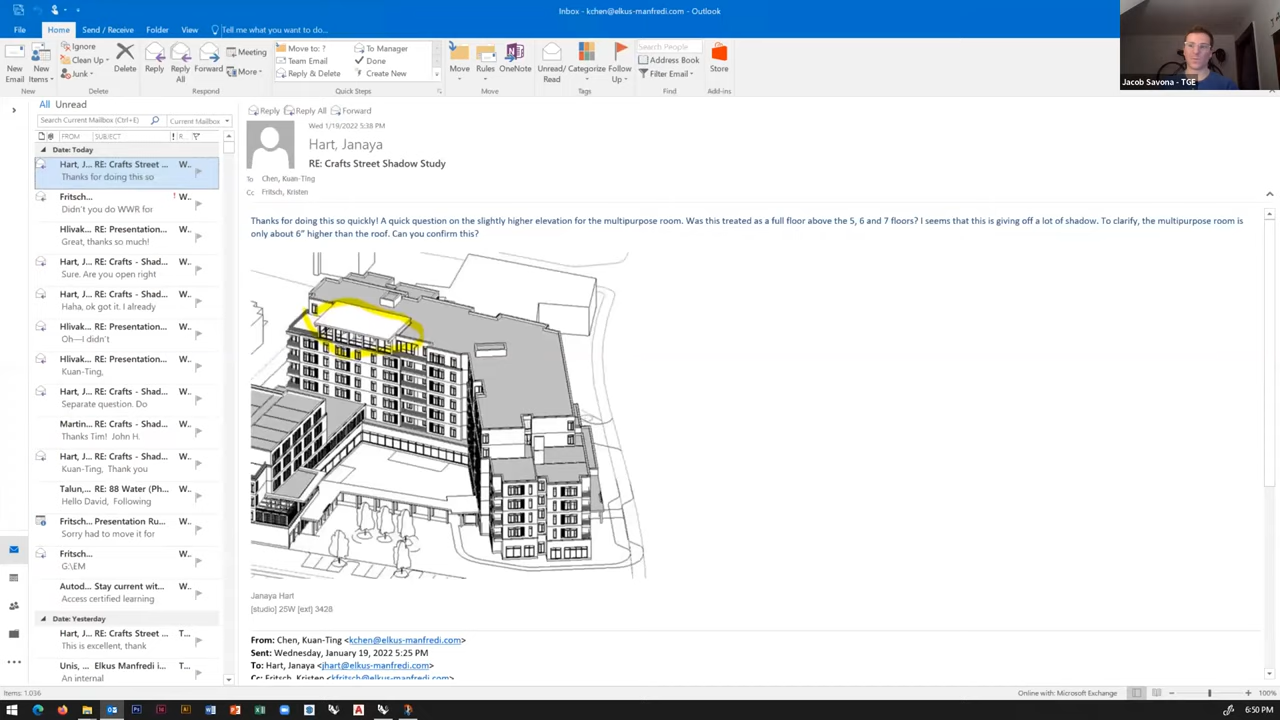 Inbox - kchen@elkus-manfredi.com - Outlook
File Home Send / Receive Folder View Tell me what you want to do...
New Email
New Items
Ignore
Clean Up
Junk
Delete
Reply
Reply All
Forward
Meeting
More
Move to: ?
Team Email
Reply & Delete
To Manager
Done
Create New
Move
Rules
OneNote
Unread/ Read
Categorize
Follow Up
Search People
Address Book
Filter Email
Store
New Delete Respond Quick Steps Move Tags Find Add-ins
Jacob Savona - TGE
All Unread
Search Current Mailbox (Ctrl+E) Current Mailbox
FROM SUBJECT
Date: Today
Hart, J... RE: Crafts Street ... W...
Thanks for doing this so
Fritsch... ! W...
Didn't you do WWR for
Hlivak... RE: Presentation... W...
Great, thanks so much!
Hart, J... RE: Crafts - Shad... W...
Sure. Are you open right
Hart, J... RE: Crafts - Shad... W...
Haha, ok got it. I already
Hlivak... RE: Presentation... W...
Oh—I didn't
Hlivak... RE: Presentation... W...
Kuan-Ting,
Hart, J... RE: Crafts - Shad... W...
Separate question. Do
Martin... RE: Crafts - Shad... W...
Thanks Tim! John H.
Hart, J... RE: Crafts - Shad... W...
Kuan-Ting, Thank you
Talun,... RE: 88 Water (Ph... W...
Hello David, Following
Fritsch... Presentation Ru... W...
Sorry had to move it for
Fritsch... W...
G:\EM
Autod... Stay current wit... W...
Access certified learning
Date: Yesterday
Hart, J... RE: Crafts Street ... T...
This is excellent, thank
Unis, ... Elkus Manfredi i... T...
An internal
Reply Reply All Forward
Wed 1/19/2022 5:38 PM
Hart, Janaya
RE: Crafts Street Shadow Study
To Chen, Kuan-Ting
Cc Fritsch, Kristen
Thanks for doing this so quickly! A quick question on the slightly higher elevation for the multipurpose room. Was this treated as a full floor above the 5, 6 and 7 floors? I seems that this is giving off a lot of shadow. To clarify, the multipurpose room is
only about 6” higher than the roof. Can you confirm this?
Janaya Hart
[studio] 25W [ext] 3428
From: Chen, Kuan-Ting <kchen@elkus-manfredi.com>
Sent: Wednesday, January 19, 2022 5:25 PM
To: Hart, Janaya <jhart@elkus-manfredi.com>
Cc: Fritsch, Kristen <kfritsch@elkus-manfredi.com>
Items: 1,036 Online with: Microsoft Exchange 100%
6:50 PM